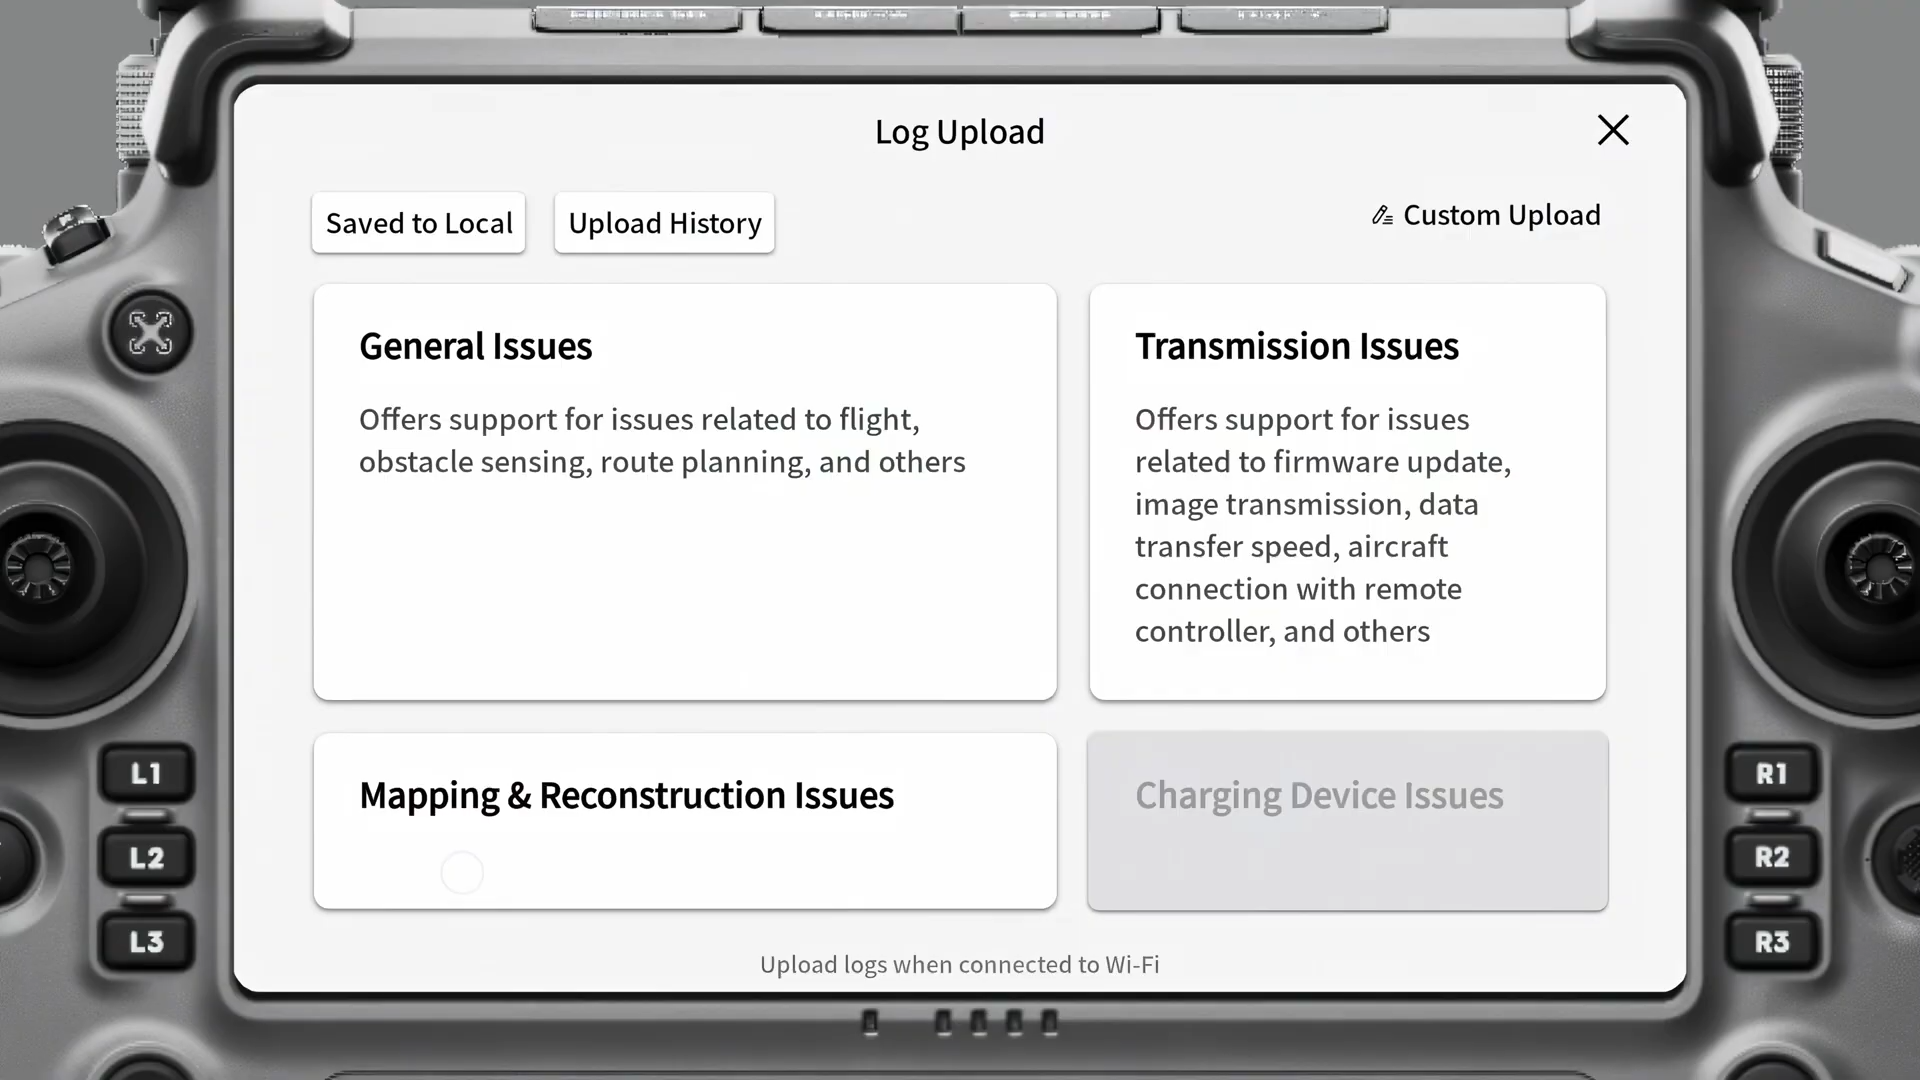 Log Upload
Saved to Local
Upload History
Custom Upload
General Issues
Offers support for issues related to flight,
obstacle sensing, route planning, and others
Transmission Issues
Offers support for issues
related to firmware update,
image transmission, data
transfer speed, aircraft
connection with remote
controller, and others
Mapping & Reconstruction Issues
Charging Device Issues
Upload logs when connected to Wi-Fi
L1
L2
L3
R1
R2
R3